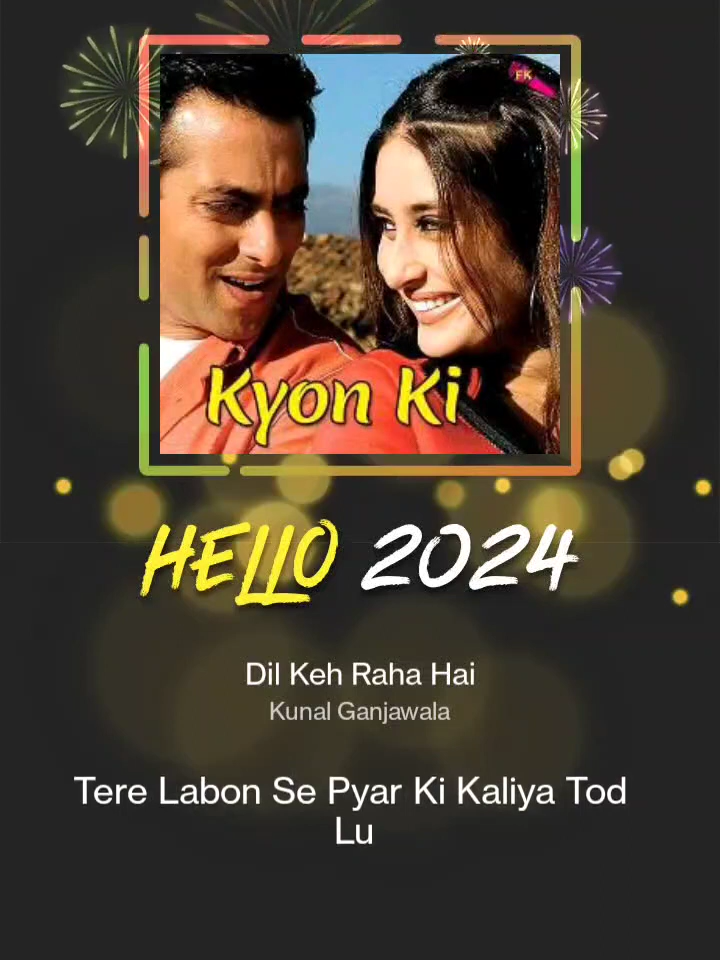 FK
Kyon Ki
HELLO 2024
Dil Keh Raha Hai
Kunal Ganjawala
Tere Labon Se Pyar Ki Kaliya Tod
Lu